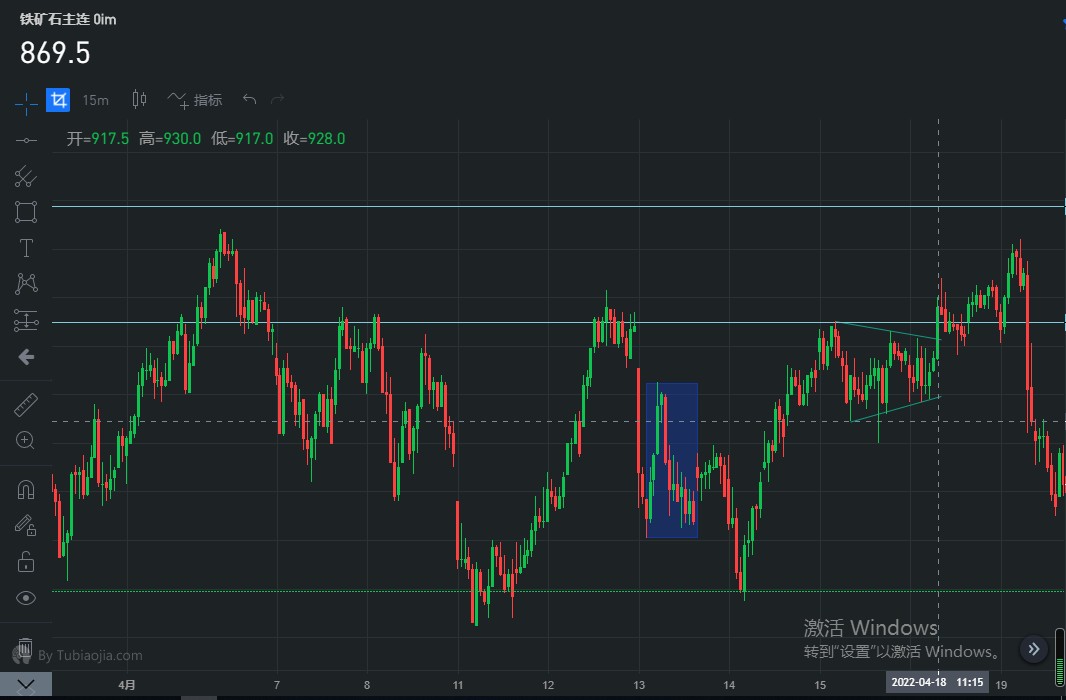 铁矿石主连 0im
869.5
15m 指标
开=917.5 高=930.0 低=917.0 收=928.0
T
激活 Windows
转到"设置"以激活 Windows。
By Tubiaojia.com
4月 7 8 11 12 13 14 15 2022-04-18 11:15 19